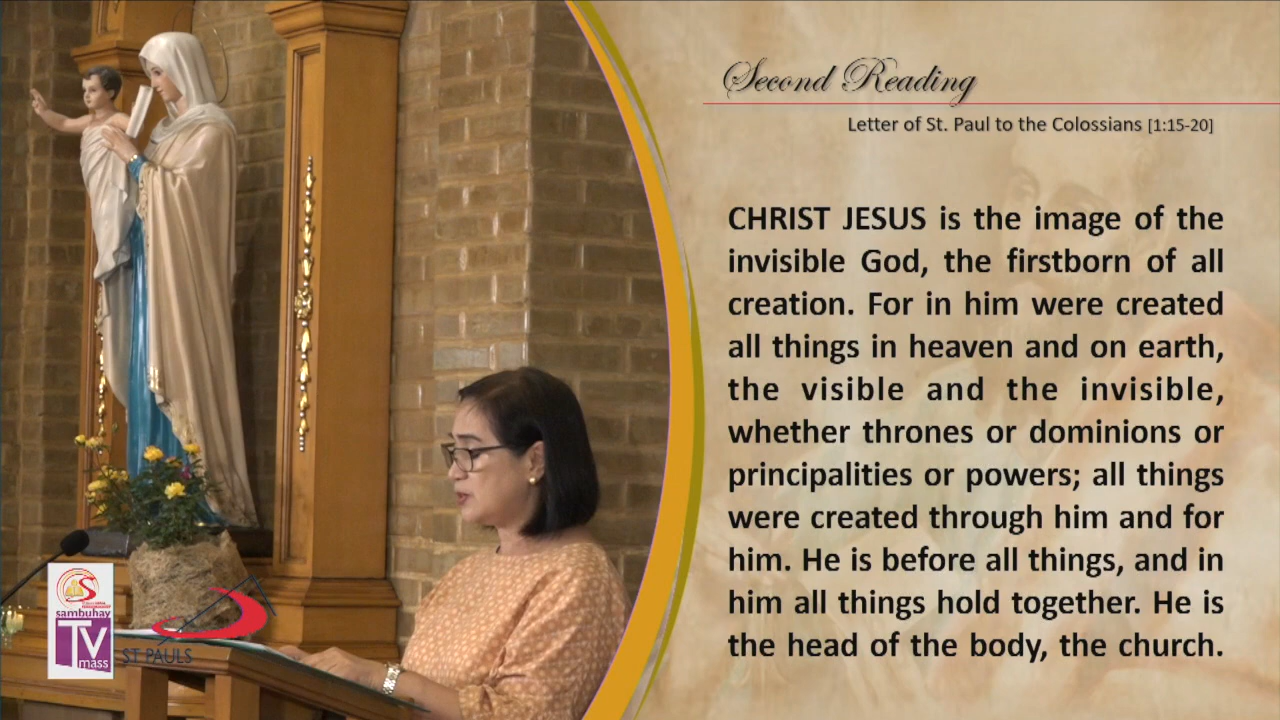 Second Reading
Letter of St. Paul to the Colossians [1:15-20]
CHRIST JESUS is the image of the
invisible God, the firstborn of all
creation. For in him were created
all things in heaven and on earth,
the visible and the invisible,
whether thrones or dominions or
principalities or powers; all things
were created through him and for
him. He is before all things, and in
him all things hold together. He is
the head of the body, the church.
sambuhay
TV
mass
ST PAULS